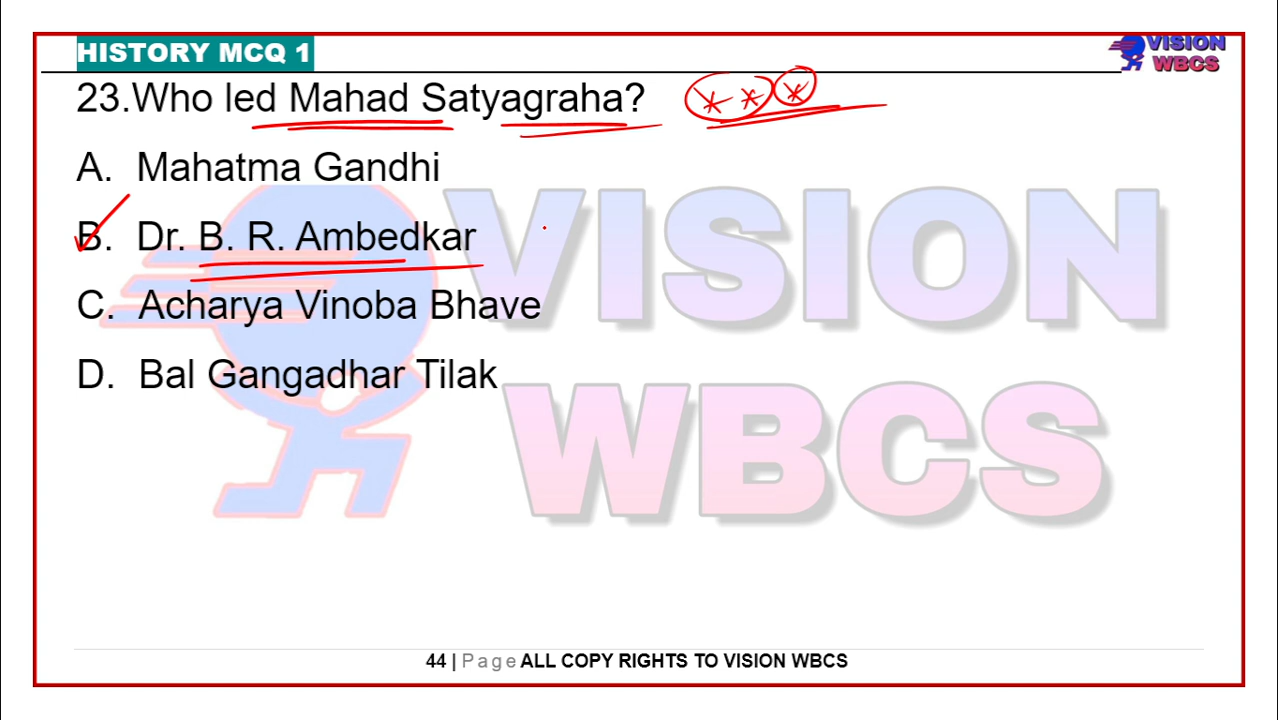 HISTORY MCQ 1
VISION
WBCS
23.Who led Mahad Satyagraha?
A. Mahatma Gandhi
B. Dr. B. R. Ambedkar
C. Acharya Vinoba Bhave
D. Bal Gangadhar Tilak
VISION
WBCS
44 | Page ALL COPY RIGHTS TO VISION WBCS